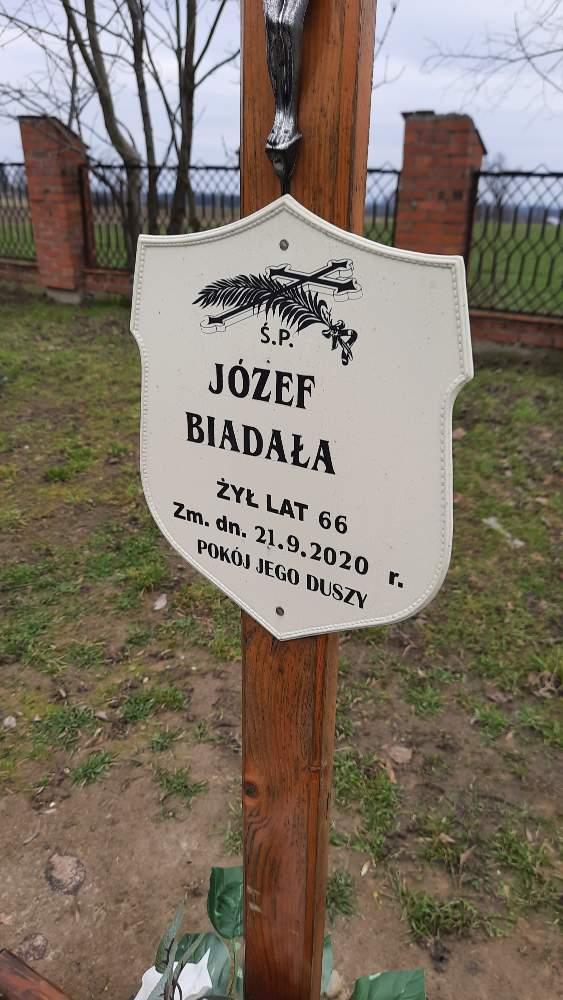 Ś.P.
JÓZEF
BIADAŁA
ŻYŁ LAT 66
Zm. dn. 21.9.2020 r.
POKÓJ JEGO DUSZY